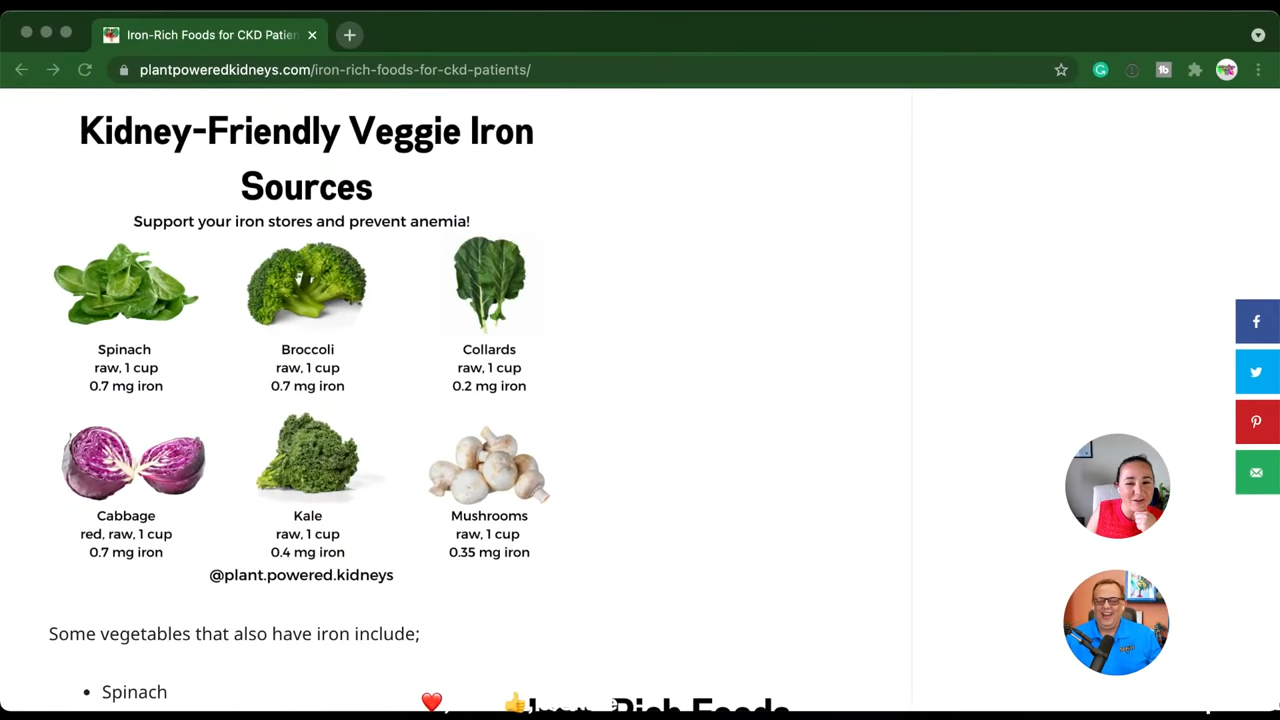 Iron-Rich Foods for CKD Patien
plantpoweredkidneys.com/iron-rich-foods-for-ckd-patients/
Kidney-Friendly Veggie Iron
Sources
Support your iron stores and prevent anemia!
Spinach
raw, 1 cup
0.7 mg iron
Broccoli
raw, 1 cup
0.7 mg iron
Collards
raw, 1 cup
0.2 mg iron
Cabbage
red, raw, 1 cup
0.7 mg iron
Kale
raw, 1 cup
0.4 mg iron
Mushrooms
raw, 1 cup
0.35 mg iron
@plant.powered.kidneys
Some vegetables that also have iron include;
• Spinach
Rich Foods